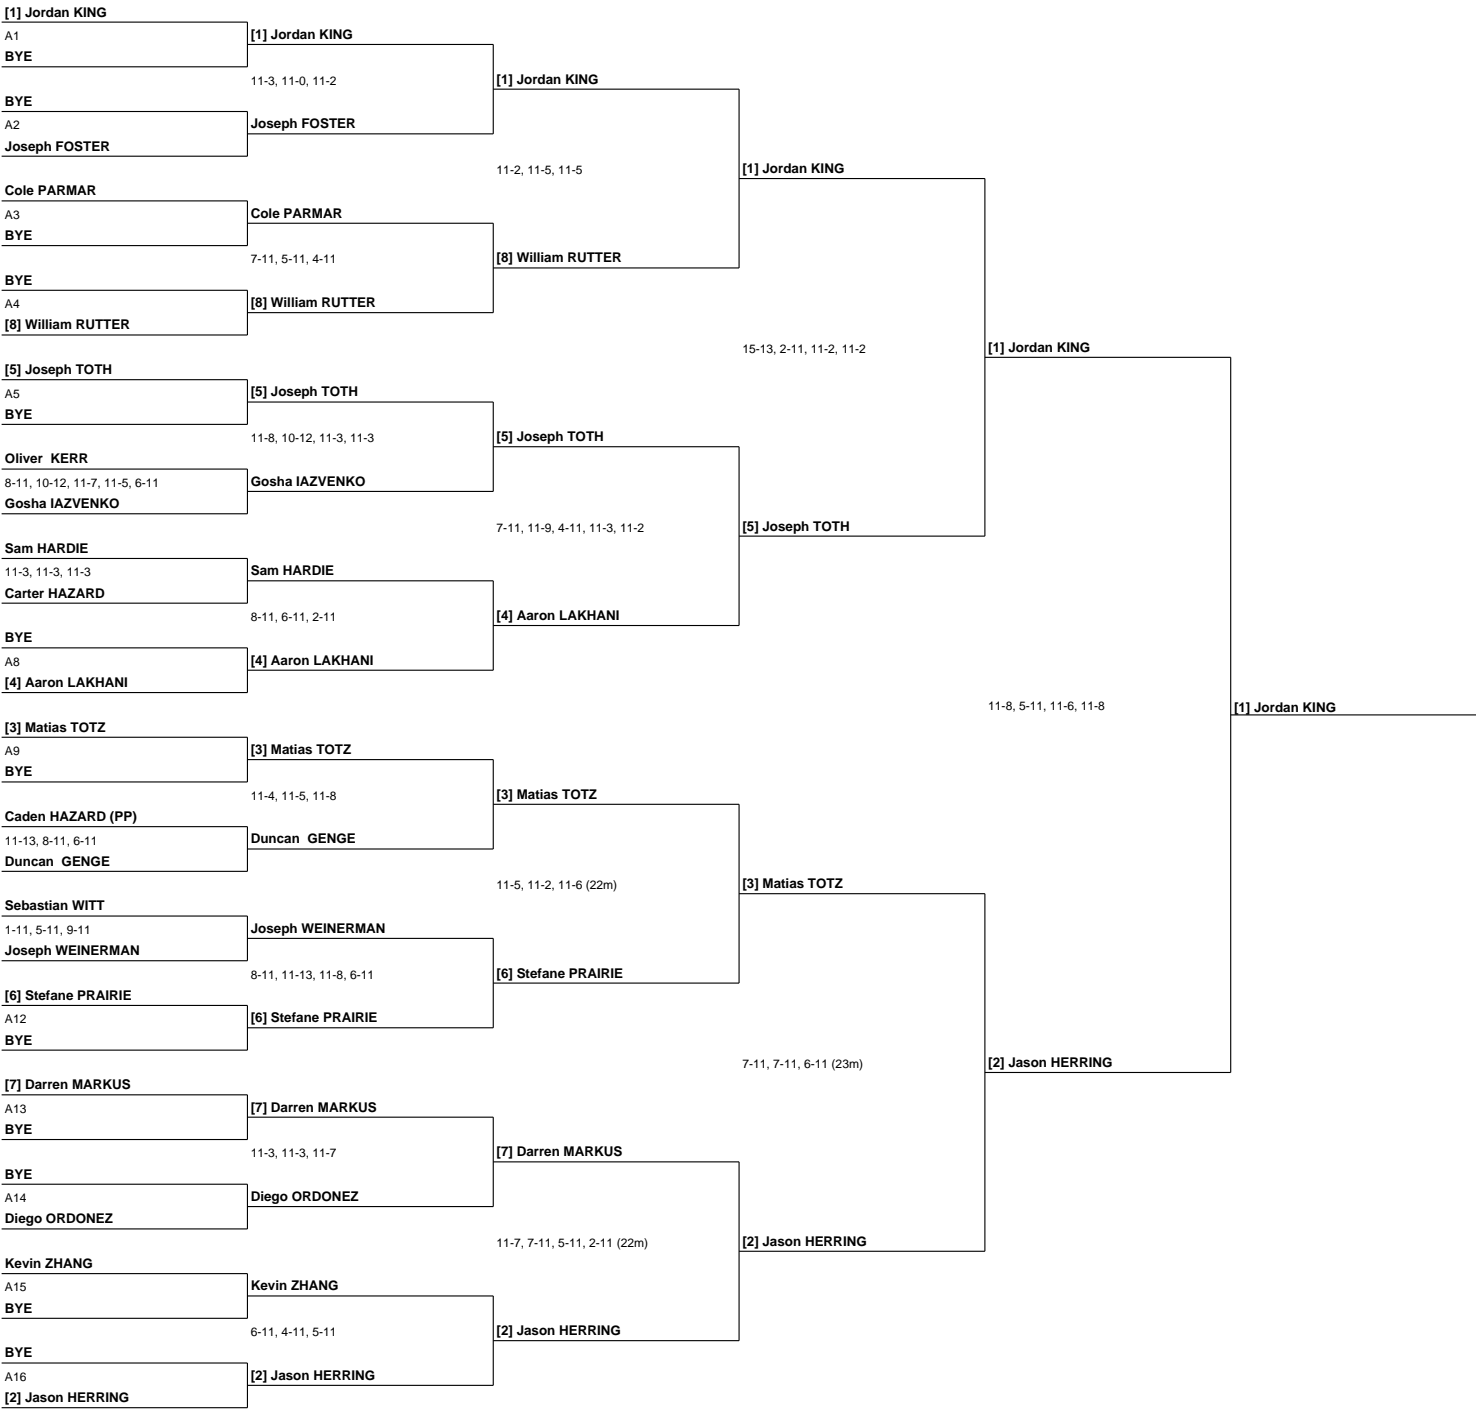 [1] Jordan KING
A1
BYE
BYE
A2
Joseph FOSTER
Cole PARMAR
A3
BYE
BYE
A4
[8] William RUTTER
[5] Joseph TOTH
A5
BYE
Oliver  KERR
8-11, 10-12, 11-7, 11-5, 6-11
Gosha IAZVENKO
Sam HARDIE
11-3, 11-3, 11-3
Carter HAZARD
BYE
A8
[4] Aaron LAKHANI
[3] Matias TOTZ
A9
BYE
Caden HAZARD (PP)
11-13, 8-11, 6-11
Duncan  GENGE
Sebastian WITT
1-11, 5-11, 9-11
Joseph WEINERMAN
[6] Stefane PRAIRIE
A12
BYE
[7] Darren MARKUS
A13
BYE
BYE
A14
Diego ORDONEZ
Kevin ZHANG
A15
BYE
BYE
A16
[2] Jason HERRING
[1] Jordan KING
11-3, 11-0, 11-2
Joseph FOSTER
Cole PARMAR
7-11, 5-11, 4-11
[8] William RUTTER
[5] Joseph TOTH
11-8, 10-12, 11-3, 11-3
Gosha IAZVENKO
Sam HARDIE
8-11, 6-11, 2-11
[4] Aaron LAKHANI
[3] Matias TOTZ
11-4, 11-5, 11-8
Duncan  GENGE
Joseph WEINERMAN
8-11, 11-13, 11-8, 6-11
[6] Stefane PRAIRIE
[7] Darren MARKUS
11-3, 11-3, 11-7
Diego ORDONEZ
Kevin ZHANG
6-11, 4-11, 5-11
[2] Jason HERRING
[1] Jordan KING
11-2, 11-5, 11-5
[8] William RUTTER
[5] Joseph TOTH
7-11, 11-9, 4-11, 11-3, 11-2
[4] Aaron LAKHANI
[3] Matias TOTZ
11-5, 11-2, 11-6 (22m)
[6] Stefane PRAIRIE
[7] Darren MARKUS
11-7, 7-11, 5-11, 2-11 (22m)
[2] Jason HERRING
[1] Jordan KING
15-13, 2-11, 11-2, 11-2
[5] Joseph TOTH
[3] Matias TOTZ
7-11, 7-11, 6-11 (23m)
[2] Jason HERRING
[1] Jordan KING
11-8, 5-11, 11-6, 11-8
[2] Jason HERRING
[1] Jordan KING